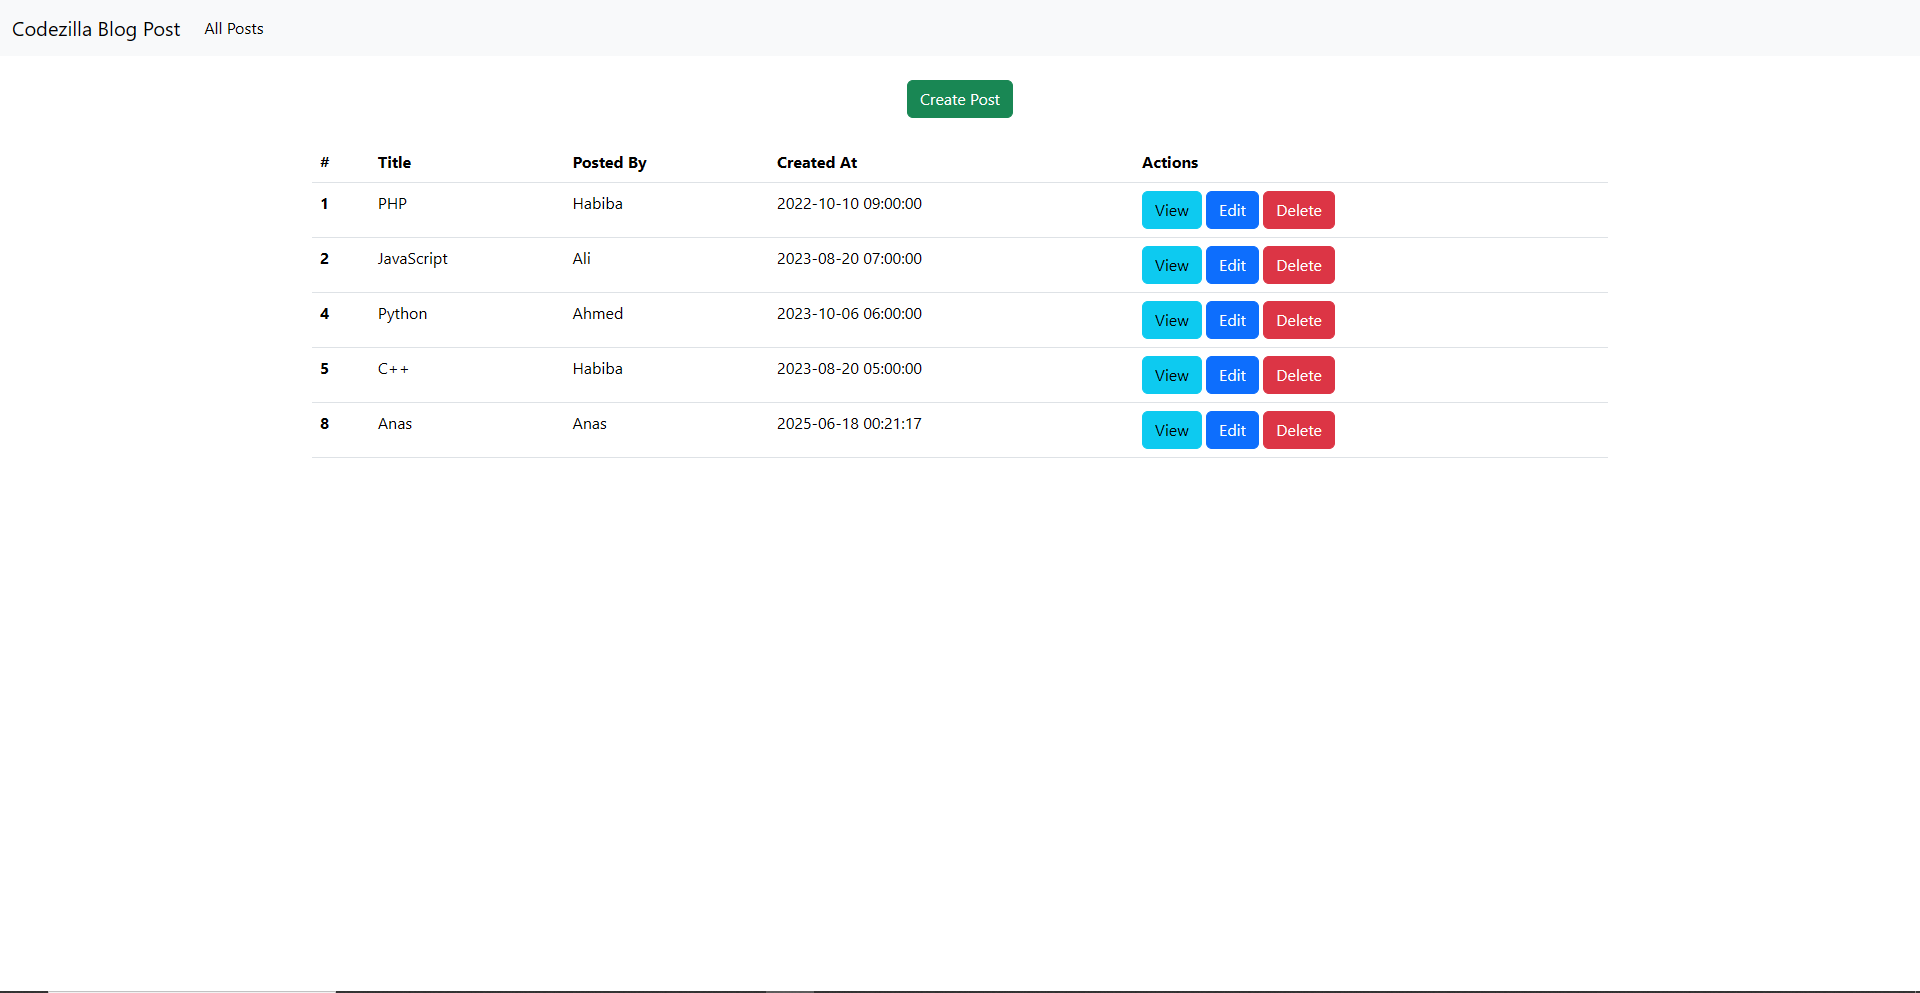 Codezilla Blog Post All Posts
Create Post
# Title Posted By Created At Actions
1 PHP Habiba 2022-10-10 09:00:00 View Edit Delete
2 JavaScript Ali 2023-08-20 07:00:00 View Edit Delete
4 Python Ahmed 2023-10-06 06:00:00 View Edit Delete
5 C++ Habiba 2023-08-20 05:00:00 View Edit Delete
8 Anas Anas 2025-06-18 00:21:17 View Edit Delete